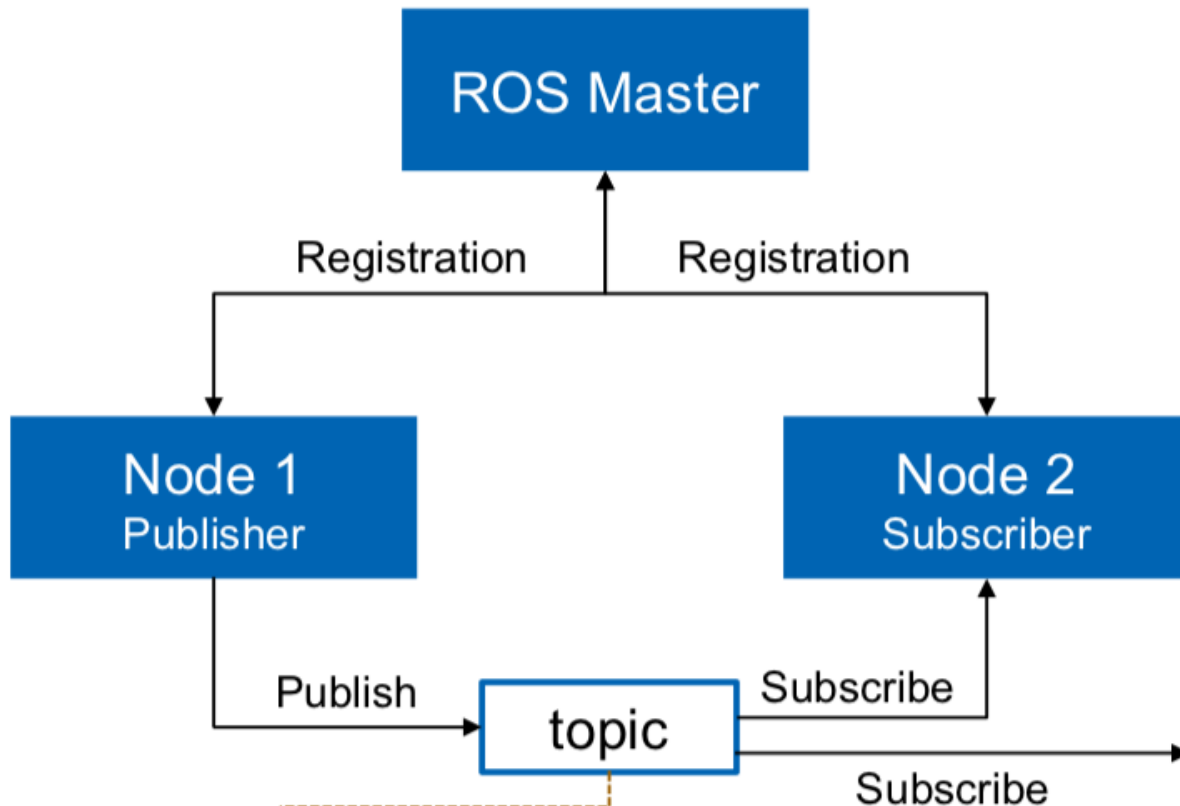 ROS Master
Registration
Registration
Node 1
Publisher
Node 2
Subscriber
Publish
topic
Subscribe
Subscribe